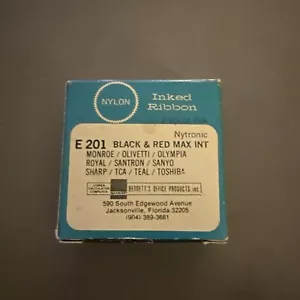 NYLON
Inked
Ribbon
Nytronic
E 201 BLACK & RED MAX INT
MONROE / OLIVETTI / OLYMPIA
ROYAL / SANTRON / SANYO
SHARP / TCA / TEAL / TOSHIBA
BENNETT'S OFFICE PRODUCTS, INC.
590 South Edgewood Avenue
Jacksonville, Florida 32205
(904) 389-3661